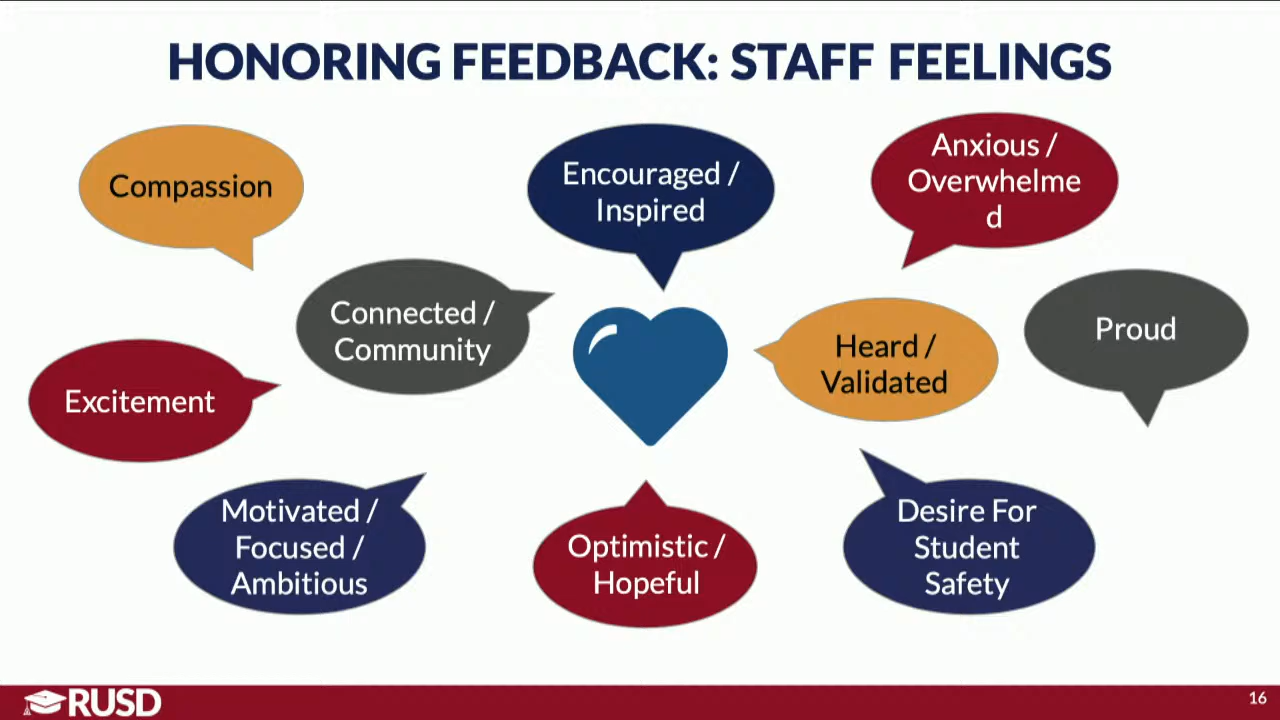 HONORING FEEDBACK: STAFF FEELINGS
Compassion
Encouraged /
Inspired
Anxious /
Overwhelme
d
Connected /
Community
Heard /
Validated
Proud
Excitement
Motivated /
Focused /
Ambitious
Optimistic /
Hopeful
Desire For
Student
Safety
RUSD
16